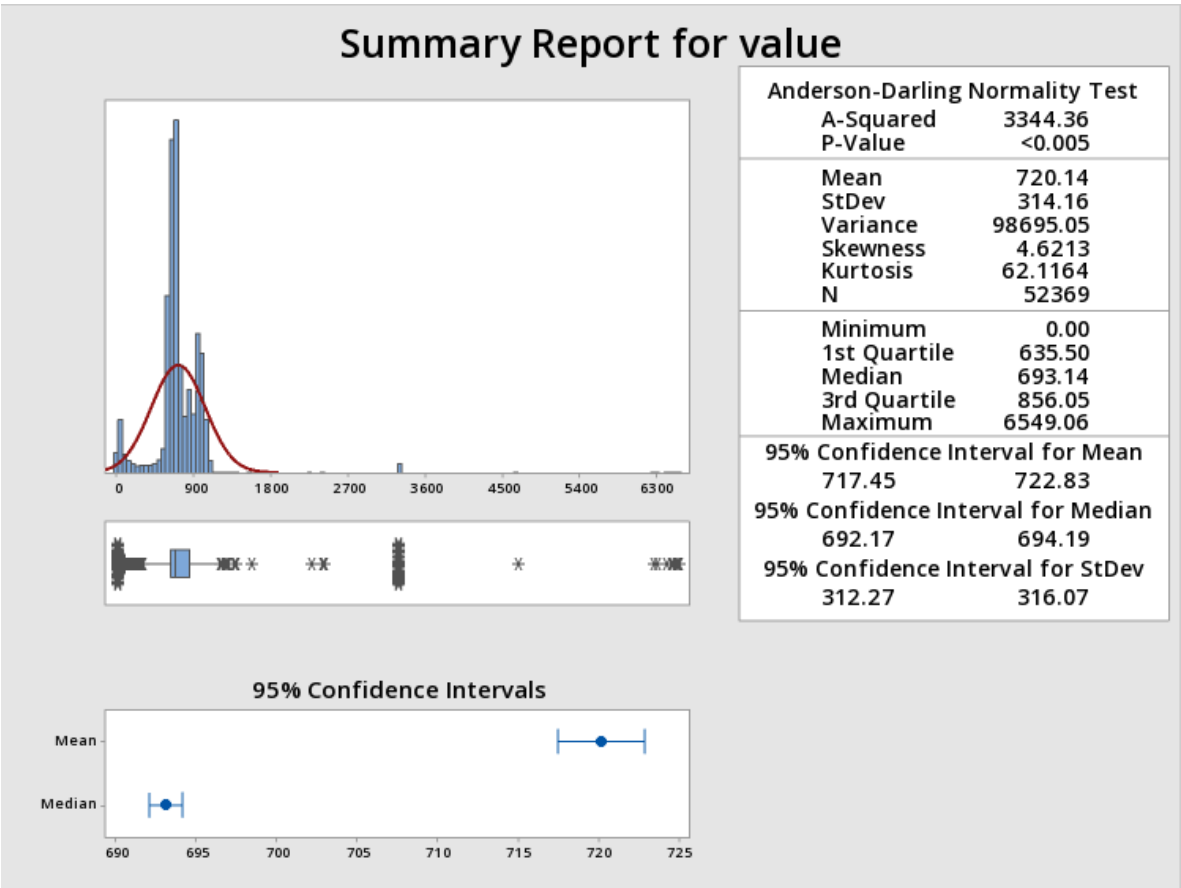 Summary Report for value
Anderson-Darling Normality Test
A-Squared 3344.36
P-Value <0.005
Mean 720.14
StDev 314.16
Variance 98695.05
Skewness 4.6213
Kurtosis 62.1164
N 52369
Minimum 0.00
1st Quartile 635.50
Median 693.14
3rd Quartile 856.05
Maximum 6549.06
95% Confidence Interval for Mean
717.45 722.83
95% Confidence Interval for Median
692.17 694.19
95% Confidence Interval for StDev
312.27 316.07
0 900 1800 2700 3600 4500 5400 6300
95% Confidence Intervals
Mean
Median
690 695 700 705 710 715 720 725